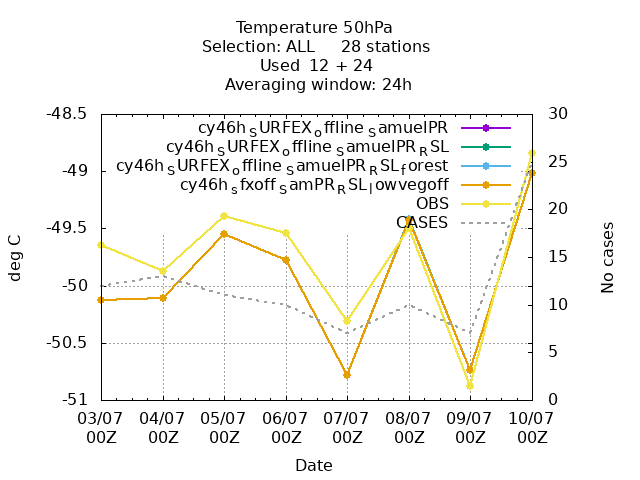 Temperature 50hPa
Selection: ALL 28 stations
Used 12 + 24
Averaging window: 24h
-48.5
-49
-49.5
-50
-50.5
-51
deg C
cy46h_SURFEX_offline_SamuelPR
cy46h_SURFEX_offline_SamuelPR_RSL
cy46h_SURFEX_offline_SamuelPR_RSL_forest
cy46h_sfxoff_SamPR_RSL_lowvegoff
OBS
CASES
30
25
20
15
10
5
0
No cases
03/07 04/07 05/07 06/07 07/07 08/07 09/07 10/07
00Z 00Z 00Z 00Z 00Z 00Z 00Z 00Z
Date